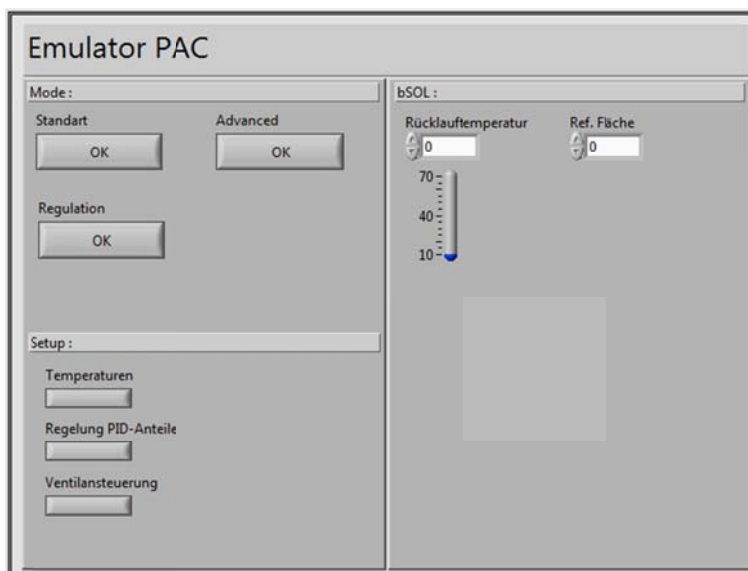 Emulator PAC
Mode :
Standart
Advanced
OK
OK
Regulation
OK
Setup :
Temperaturen
Regelung PID-Anteile
Ventilansteuerung
bSOL :
Rücklauftemperatur
Ref. Fläche
0
0
70
40
10